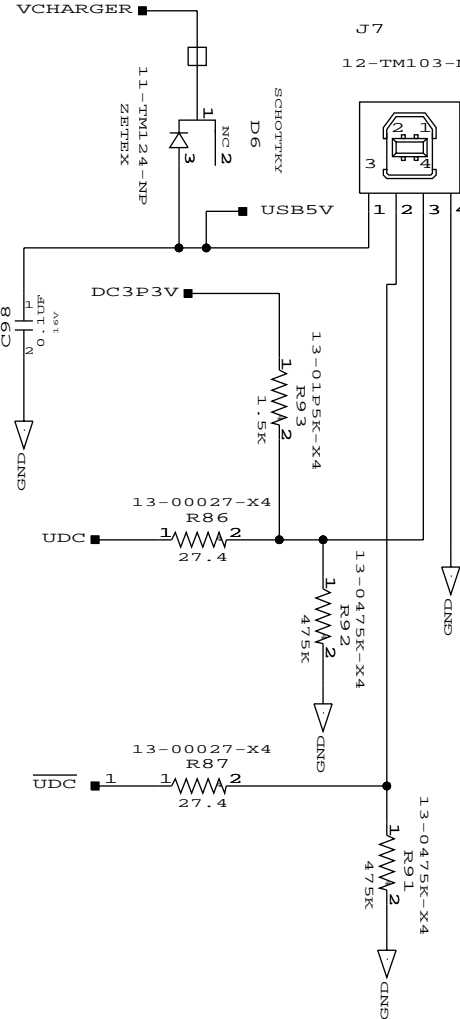 VCHARGER
J7
12-TM103-
11-TM124-NP
ZETEX
1
NC 2
3
D6
SCHOTTKY
2 1
3 4
1 2 3 4
USB5V
DC3P3V
1
0.1UF
16V
2
C98
GND
13-01P5K-X4
R93
1.5K
1
2
13-00027-X4
R86
UDC
1
2
27.4
GND
13-0475K-X4
R92
475K
1
2
GND
13-00027-X4
R87
UDC
1
1
2
27.4
13-0475K-X4
R91
475K
1
2
GND